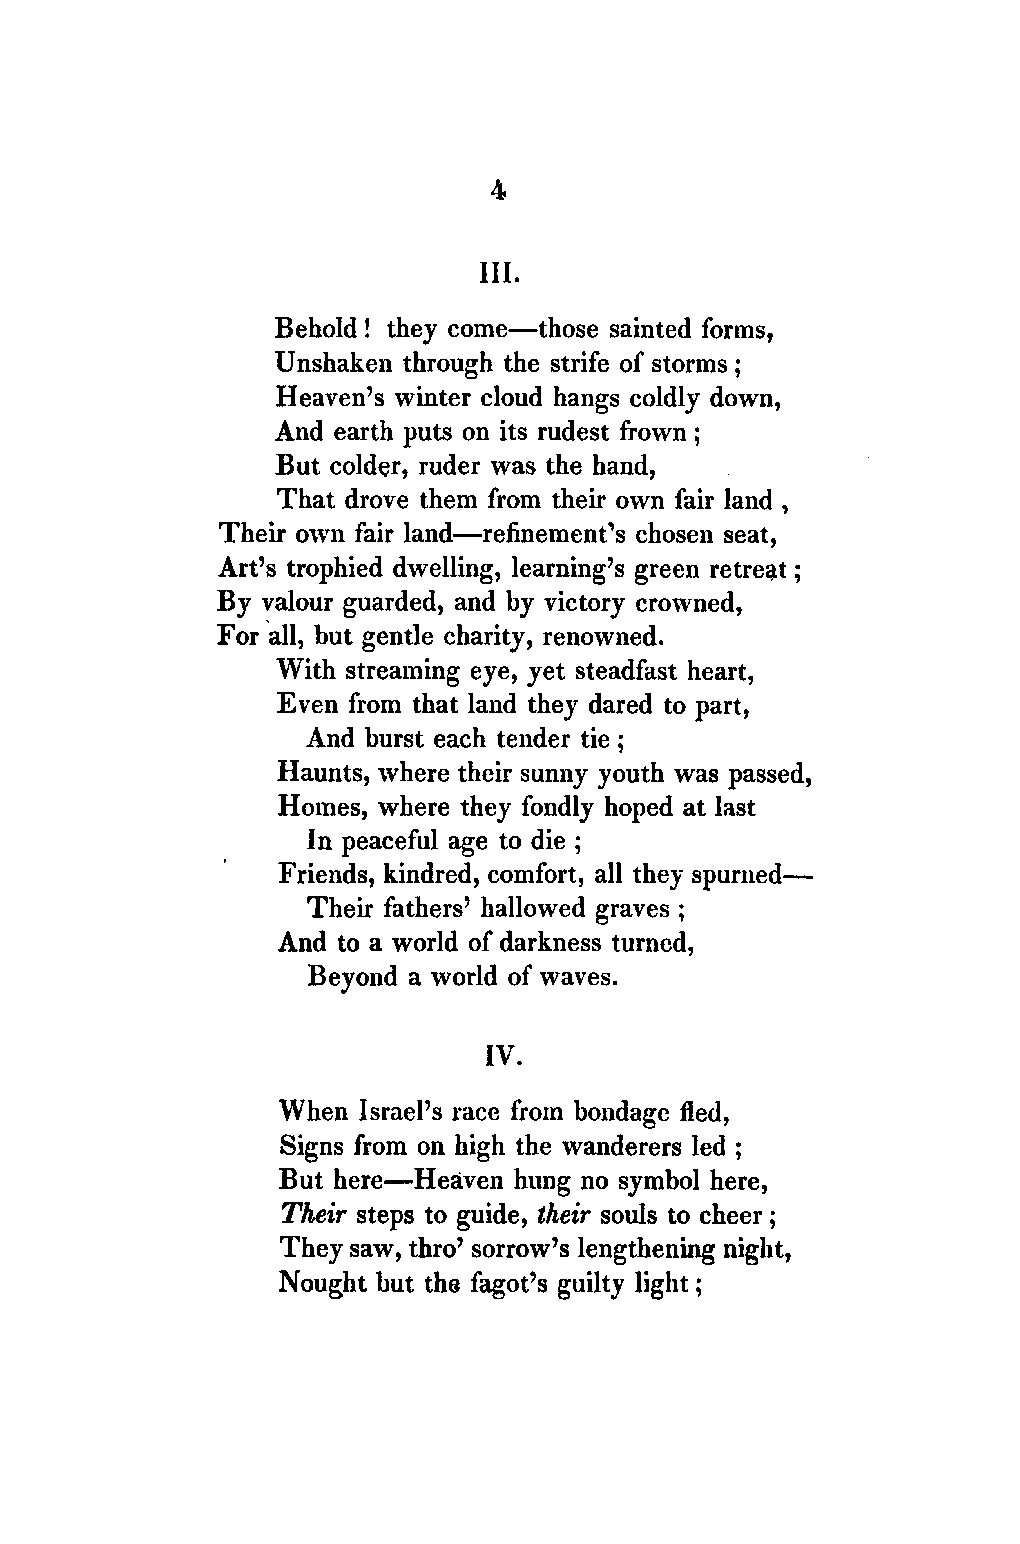 4
III.
Behold! they come—those sainted forms,
Unshaken through the strife of storms;
Heaven's winter cloud hangs coldly down,
And earth puts on its rudest frown;
But colder, ruder was the hand,
That drove them from their own fair land,
Their own fair land—refinement's chosen seat,
Art's trophied dwelling, learning's green retreat;
By valour guarded, and by victory crowned,
For all, but gentle charity, renowned.
With streaming eye, yet steadfast heart,
Even from that land they dared to part,
And burst each tender tie;
Haunts, where their sunny youth was passed,
Homes, where they fondly hoped at last
In peaceful age to die;
Friends, kindred, comfort, all they spurned—
Their fathers' hallowed graves;
And to a world of darkness turned,
Beyond a world of waves.
IV.
When Israel's race from bondage fled,
Signs from on high the wanderers led;
But here—Heaven hung no symbol here,
Their steps to guide, their souls to cheer;
They saw, thro' sorrow's lengthening night,
Nought but the fagot's guilty light;